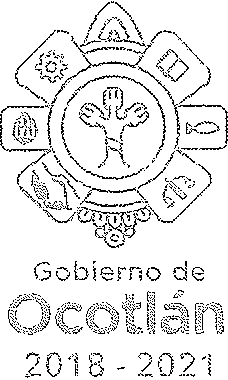 Gobierno de
Ocotlán
2018 - 2021